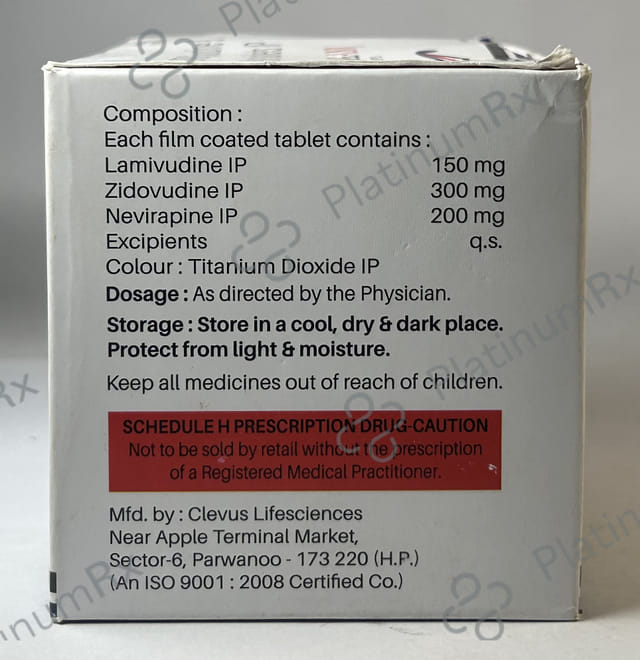 Composition :
Each film coated tablet contains :
Lamivudine IP 150 mg
Zidovudine IP 300 mg
Nevirapine IP 200 mg
Excipients q.s.
Colour : Titanium Dioxide IP
Dosage : As directed by the Physician.
Storage : Store in a cool, dry & dark place.
Protect from light & moisture.
Keep all medicines out of reach of children.
SCHEDULE H PRESCRIPTION DRUG-CAUTION
Not to be sold by retail without the prescription
of a Registered Medical Practitioner.
Mfd. by : Clevus Lifesciences
Near Apple Terminal Market,
Sector-6, Parwanoo - 173 220 (H.P.)
(An ISO 9001 : 2008 Certified Co.)
PlatinumRx